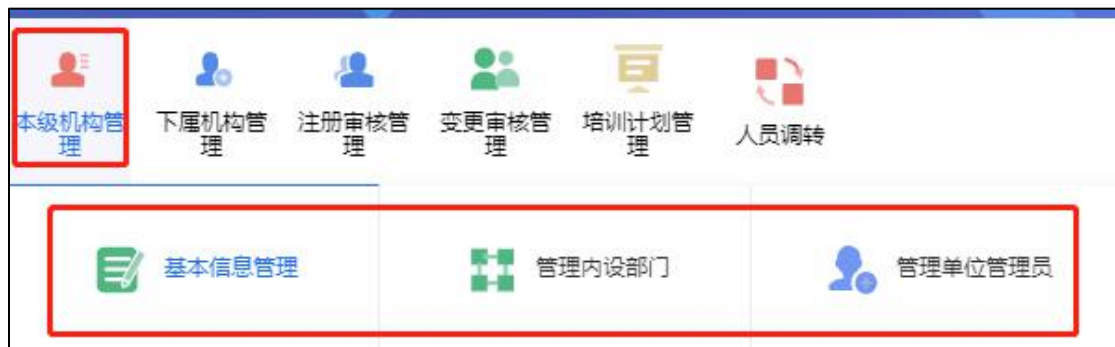 本级机构管
理
下属机构管
理
注册审核管
理
变更审核管
理
培训计划管
理
人员调转
基本信息管理
管理内设部门
管理单位管理员